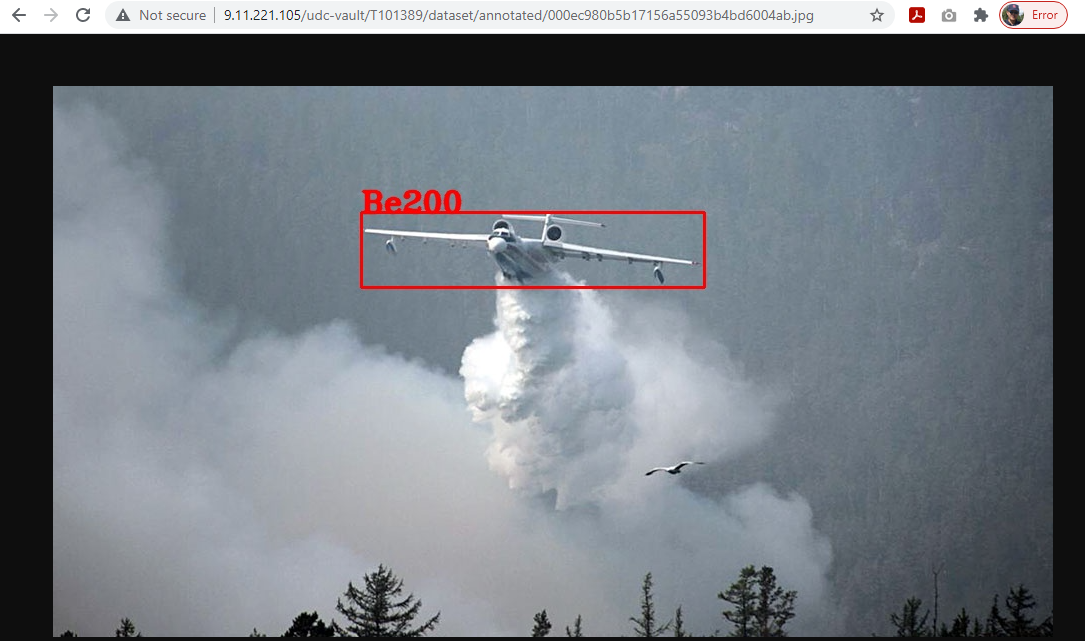 Not secure
9.11.221.105/udc-vault/T101389/dataset/annotated/000ec980b5b17156a55093b4bd6004ab.jpg
Error
Be200